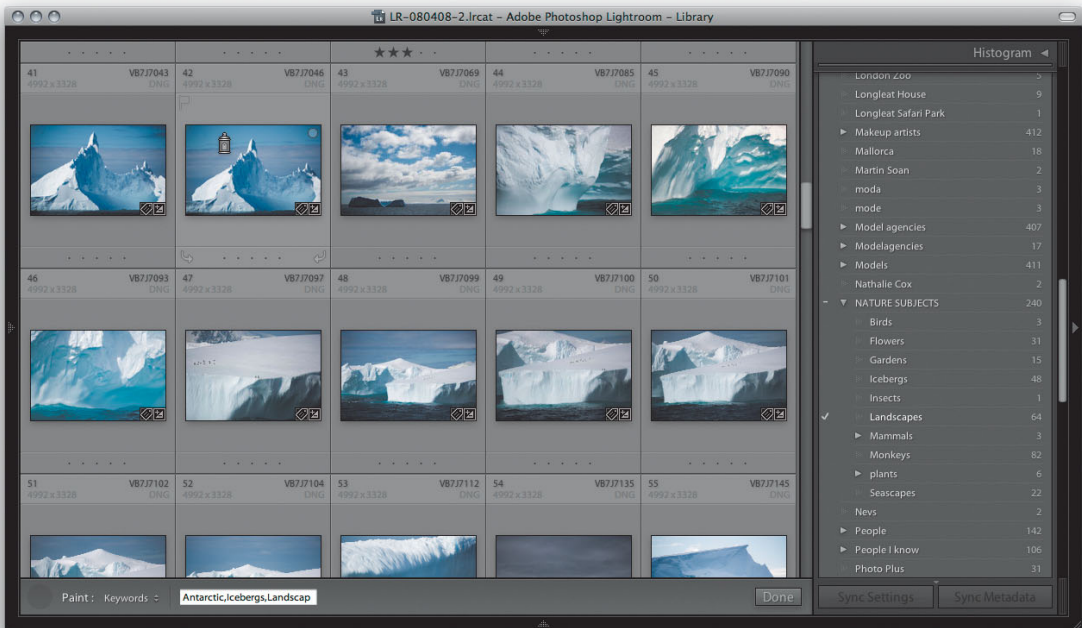 LR-080408-2.lrcat – Adobe Photoshop Lightroom – Library
41 VB7J7043
4992 x 3328 DNG
42 VB7J7046
4992 x 3328 DNG
43 VB7J7069
4992 x 3328 DNG
44 VB7J7085
4992 x 3328 DNG
45 VB7J7090
4992 x 3328 DNG
46 VB7J7093
4992 x 3328 DNG
47 VB7J7097
4992 x 3328 DNG
48 VB7J7099
4992 x 3328 DNG
49 VB7J7100
4992 x 3328 DNG
50 VB7J7101
4992 x 3328 DNG
51 VB7J7102
4992 x 3328 DNG
52 VB7J7104
4992 x 3328 DNG
53 VB7J7112
4992 x 3328 DNG
54 VB7J7135
4992 x 3328 DNG
55 VB7J7145
4992 x 3328 DNG
Paint : Keywords Antarctic,Icebergs,Landscap Done
Histogram
London Zoo 5
Longleat House 9
Longleat Safari Park 1
Makeup artists 412
Mallorca 18
Martin Soan 2
moda 3
mode 3
Model agencies 407
Modelagencies 17
Models 411
Nathalie Cox 2
NATURE SUBJECTS 240
Birds 3
Flowers 31
Gardens 15
Icebergs 48
Insects 1
Landscapes 64
Mammals 3
Monkeys 82
plants 6
Seascapes 22
Nevs 2
People 142
People I know 106
Photo Plus 31
Sync Settings Sync Metadata